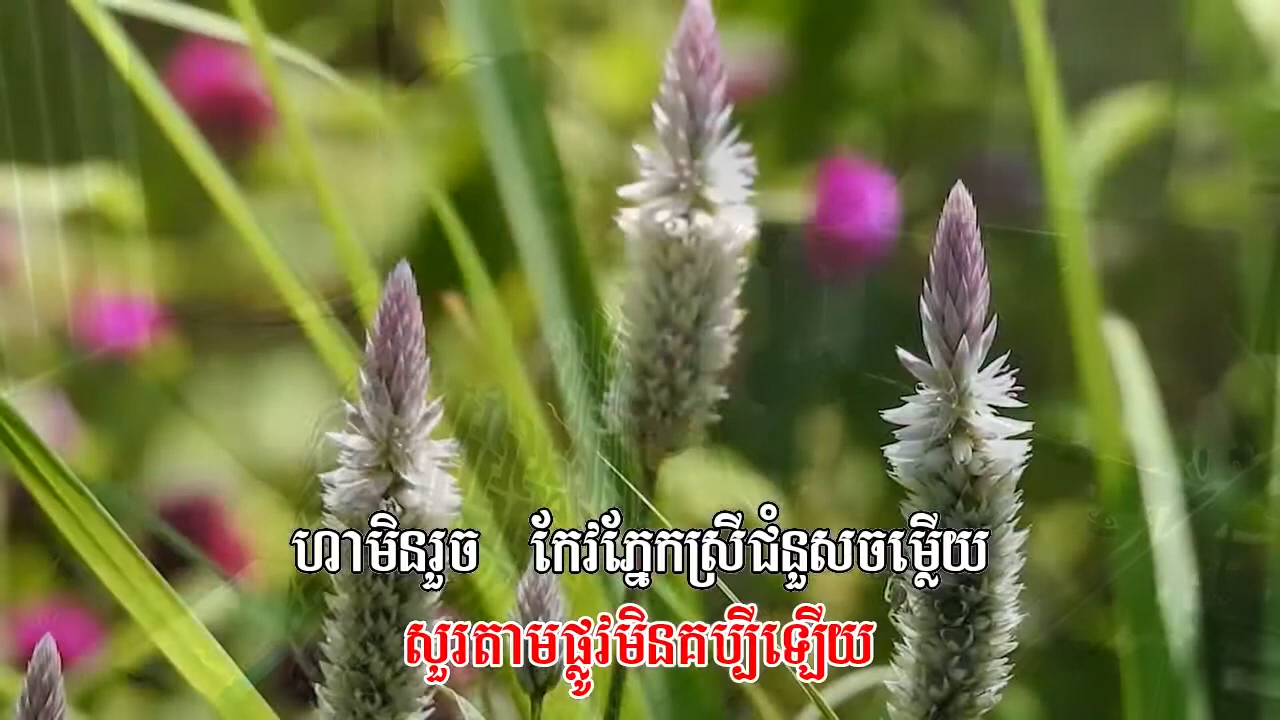 ហាមិនរួច កែវភ្នែកស្រីជំនួសចម្លើយ
សួរតាមផ្លូវមិនគប្បីឡើយ